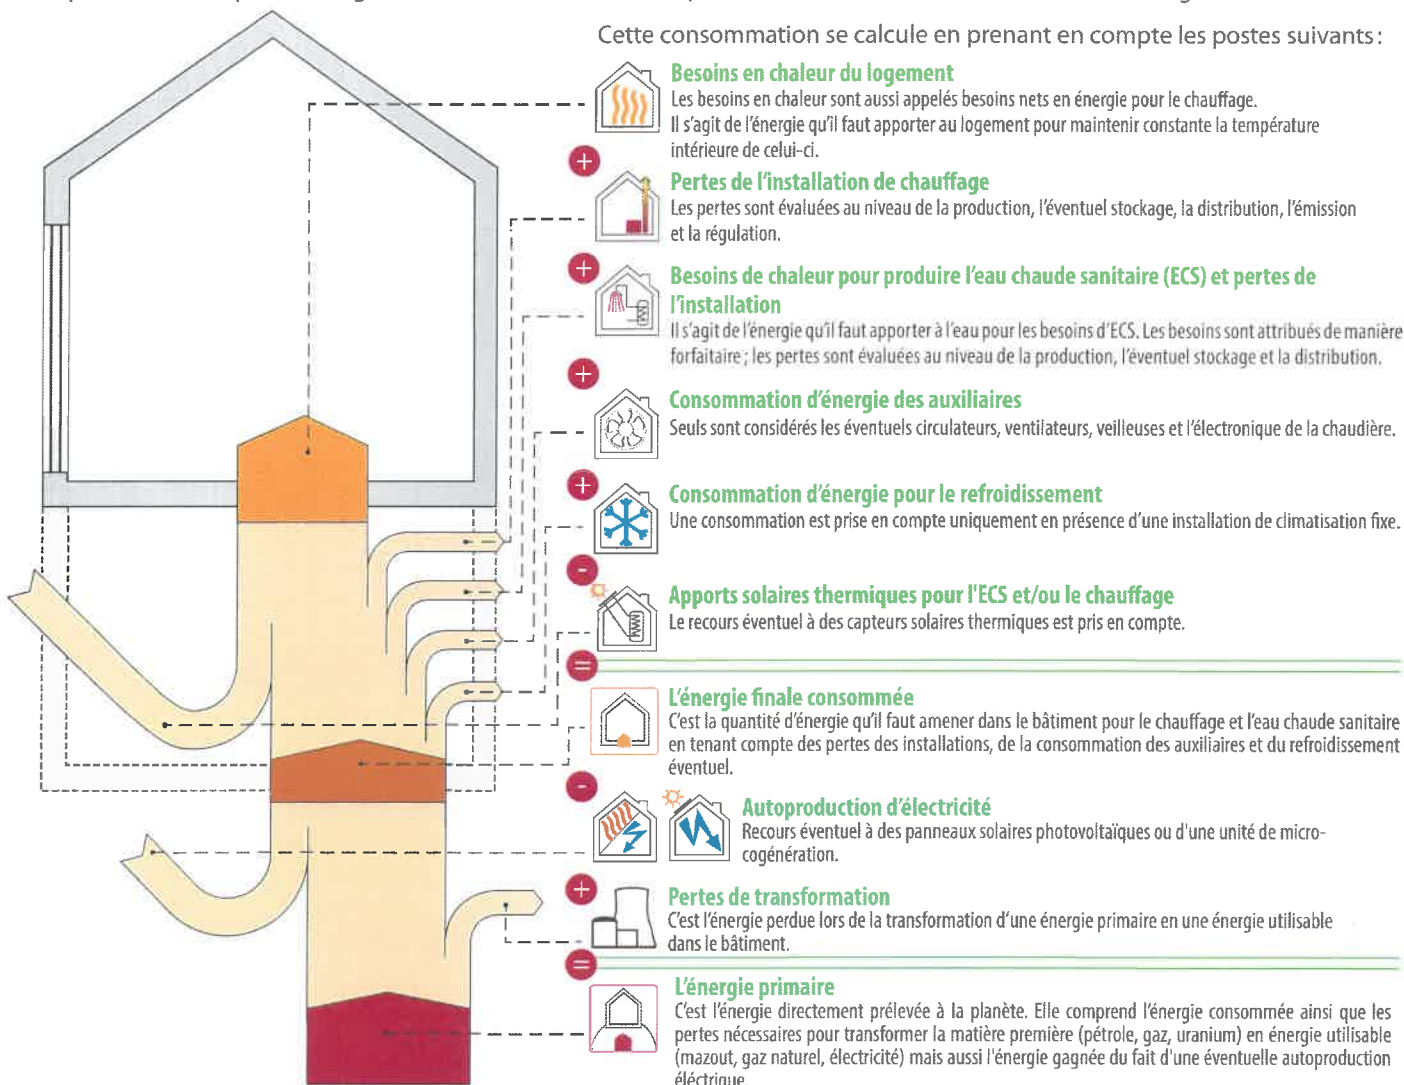 Cette consommation se calcule en prenant en compte les postes suivants :
Besoins en chaleur du logement
Les besoins en chaleur sont aussi appelés besoins nets en énergie pour le chauffage.
Il s'agit de l'énergie qu'il faut apporter au logement pour maintenir constante la température
intérieure de celui-ci.
+
Pertes de l'installation de chauffage
Les pertes sont évaluées au niveau de la production, l'éventuel stockage, la distribution, l'émission
et la régulation.
+
Besoins de chaleur pour produire l'eau chaude sanitaire (ECS) et pertes de
l'installation
Il s'agit de l'énergie qu'il faut apporter à l'eau pour les besoins d'ECS. Les besoins sont attribués de manière
forfaitaire ; les pertes sont évaluées au niveau de la production, l'éventuel stockage et la distribution.
+
Consommation d'énergie des auxiliaires
Seuls sont considérés les éventuels circulateurs, ventilateurs, veilleuses et l'électronique de la chaudière.
+
Consommation d'énergie pour le refroidissement
Une consommation est prise en compte uniquement en présence d'une installation de climatisation fixe.
-
Apports solaires thermiques pour l'ECS et/ou le chauffage
Le recours éventuel à des capteurs solaires thermiques est pris en compte.
=
L'énergie finale consommée
C'est la quantité d'énergie qu'il faut amener dans le bâtiment pour le chauffage et l'eau chaude sanitaire
en tenant compte des pertes des installations, de la consommation des auxiliaires et du refroidissement
éventuel.
-
Autoproduction d'électricité
Recours éventuel à des panneaux solaires photovoltaïques ou d'une unité de micro-
cogénération.
+
Pertes de transformation
C'est l'énergie perdue lors de la transformation d'une énergie primaire en une énergie utilisable
dans le bâtiment.
=
L'énergie primaire
C'est l'énergie directement prélevée à la planète. Elle comprend l'énergie consommée ainsi que les
pertes nécessaires pour transformer la matière première (pétrole, gaz, uranium) en énergie utilisable
(mazout, gaz naturel, électricité) mais aussi l'énergie gagnée du fait d'une éventuelle autoproduction
éléctrique